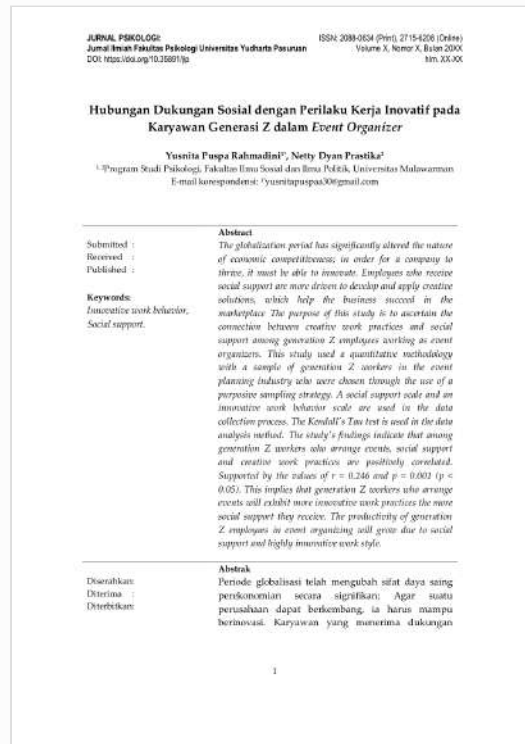 JURNAL PSIKOLOGI:
Jurnal Ilmiah Fakultas Psikologi Universitas Yudharta Pasuruan
DOI: https://doi.org/10.35891/jip
ISSN: 2088-0634 (Print), 2715-6206 (Online)
Volume X, Nomor X, Bulan 20XX
hlm. XX-XX
Hubungan Dukungan Sosial dengan Perilaku Kerja Inovatif pada
Karyawan Generasi Z dalam Event Organizer
Yusnita Puspa Rahmadini¹*, Netty Dyan Prastika²
¹,²Program Studi Psikologi, Fakultas Ilmu Sosial dan Ilmu Politik, Universitas Mulawarman
E-mail korespondensi: ¹*yusnitapuspaa30@gmail.com
Submitted :
Received :
Published :
Keywords:
Innovative work behavior,
Social support.
Abstract
The globalization period has significantly altered the nature
of economic competitiveness; in order for a company to
thrive, it must be able to innovate. Employees who receive
social support are more driven to develop and apply creative
solutions, which help the business succeed in the
marketplace The purpose of this study is to ascertain the
connection between creative work practices and social
support among generation Z employees working as event
organizers. This study used a quantitative methodology
with a sample of generation Z workers in the event
planning industry who were chosen through the use of a
purposive sampling strategy. A social support scale and an
innovative work behavior scale are used in the data
collection process. The Kendall's Tau test is used in the data
analysis method. The study's findings indicate that among
generation Z workers who arrange events, social support
and creative work practices are positively correlated.
Supported by the values of r = 0.246 and p = 0.001 (p <
0.05). This implies that generation Z workers who arrange
events will exhibit more innovative work practices the more
social support they receive. The productivity of generation
Z employees in event organizing will grow due to social
support and highly innovative work style.
Diserahkan:
Diterima :
Diterbitkan:
Abstrak
Periode globalisasi telah mengubah sifat daya saing
perekonomian secara signifikan; Agar suatu
perusahaan dapat berkembang, ia harus mampu
berinovasi. Karyawan yang menerima dukungan
1